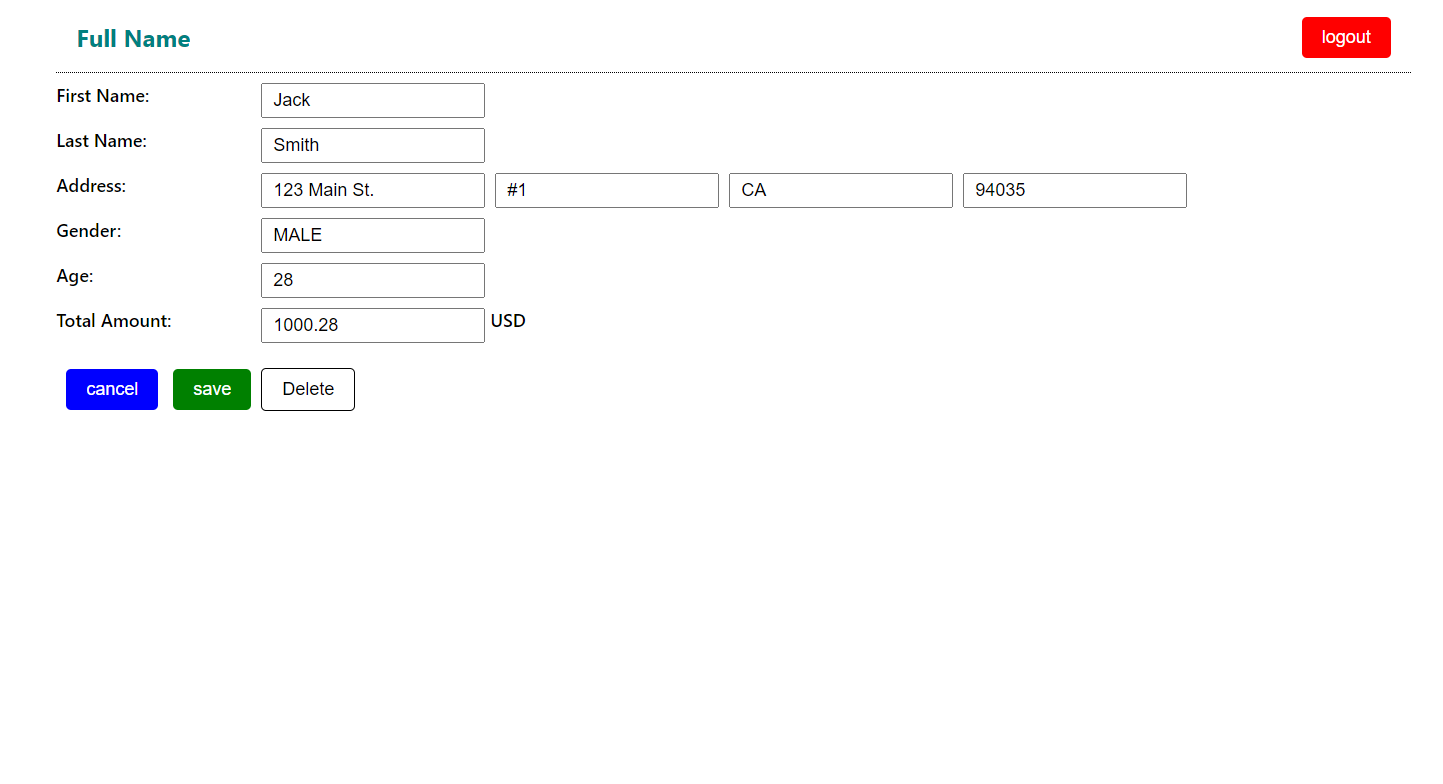 Full Name logout
First Name: Jack
Last Name: Smith
Address: 123 Main St. #1 CA 94035
Gender: MALE
Age: 28
Total Amount: 1000.28 USD
cancel save Delete